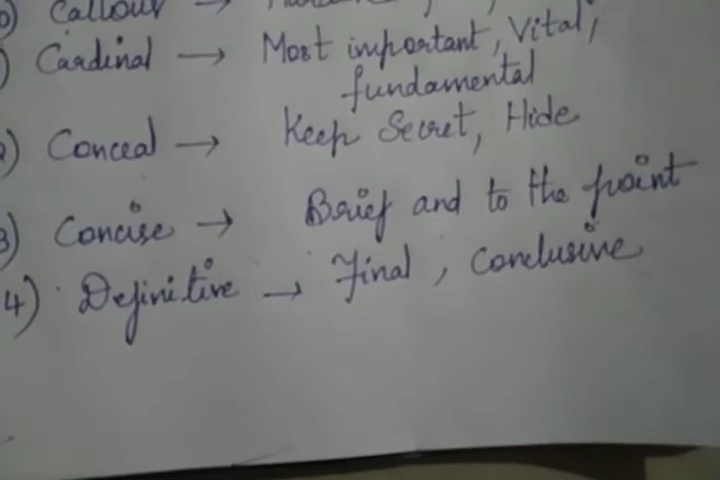 ) Callous →
) Cardinal → Most important, Vital,
fundamental
) Conceal → Keep Secret, Hide
3) Concise → Brief and to the point
4) Definitive → Final, Conclusive